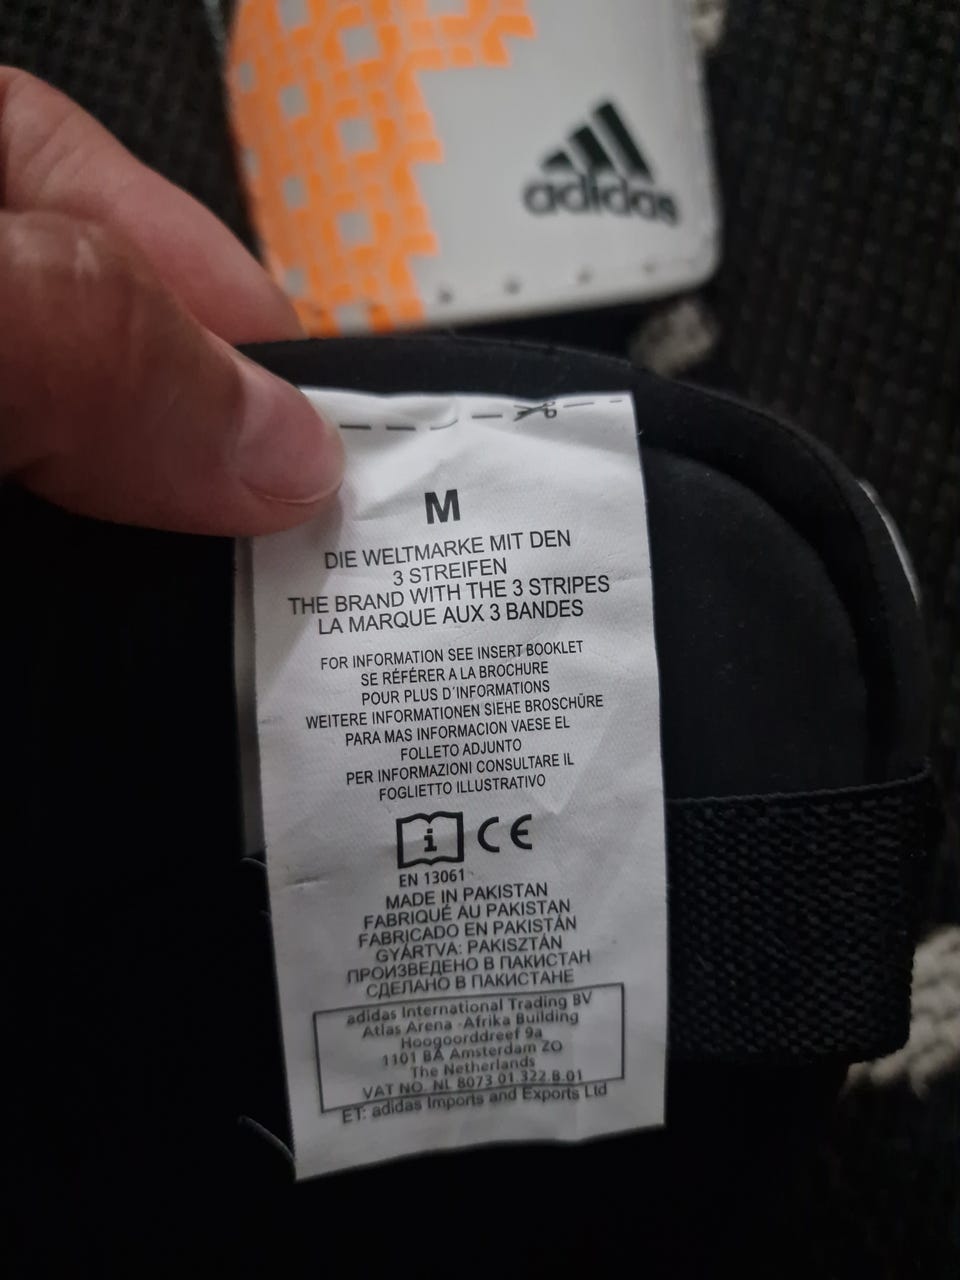 adidas
M
DIE WELTMARKE MIT DEN
3 STREIFEN
THE BRAND WITH THE 3 STRIPES
LA MARQUE AUX 3 BANDES
FOR INFORMATION SEE INSERT BOOKLET
SE RÉFÉRER A LA BROCHURE
POUR PLUS D'INFORMATIONS
WEITERE INFORMATIONEN SIEHE BROSCHÜRE
PARA MAS INFORMACION VAESE EL
FOLLETO ADJUNTO
PER INFORMAZIONI CONSULTARE IL
FOGLIETTO ILLUSTRATIVO
i CE
EN 13061
MADE IN PAKISTAN
FABRIQUÉ AU PAKISTAN
FABRICADO EN PAKISTÁN
GYÁRTVA: PAKISZTÁN
ПРОИЗВЕДЕНО В ПАКИСТАН
СДЕЛАНО В ПАКИСТАНЕ
adidas International Trading BV
Atlas Arena -Afrika Building
Hoogoorddreef 9a
1101 BA Amsterdam ZO
The Netherlands
VAT NO. NL 8073 01.322.B.01
ET: adidas Imports and Exports Ltd